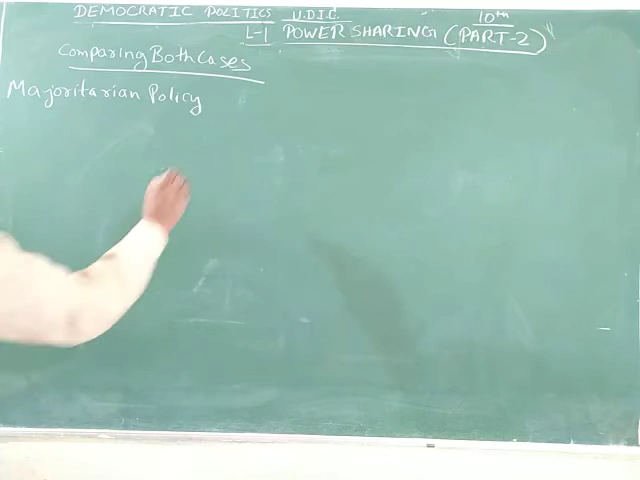 DEMOCRATIC POLITICS U.D.I.C. 10th
L-1 POWER SHARING (PART-2)
Comparing Both Cases
Majoritarian Policy